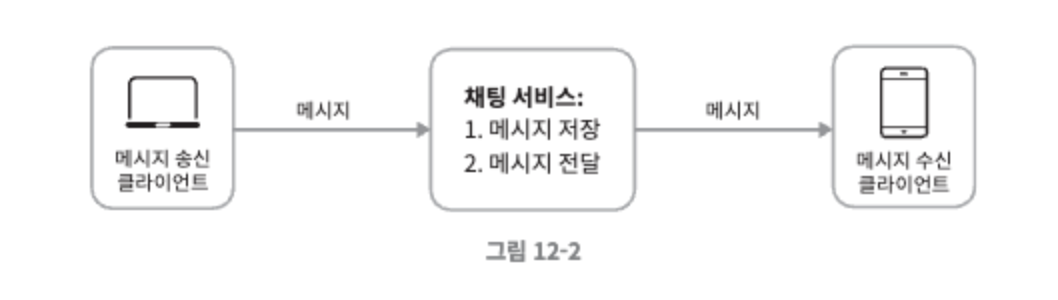 메시지 송신
클라이언트
메시지
채팅 서비스:
1. 메시지 저장
2. 메시지 전달
메시지
메시지 수신
클라이언트
그림 12-2